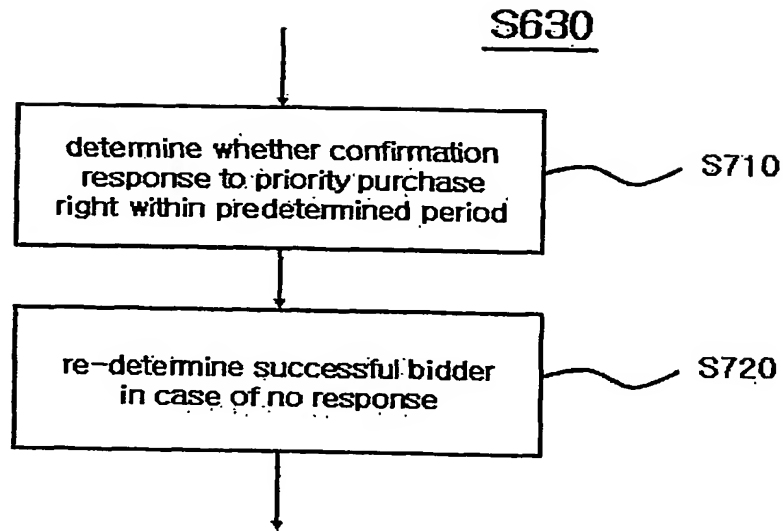 S630
determine whether confirmation
response to priority purchase
right within predetermined period
S710
re-determine successful bidder
in case of no response
S720